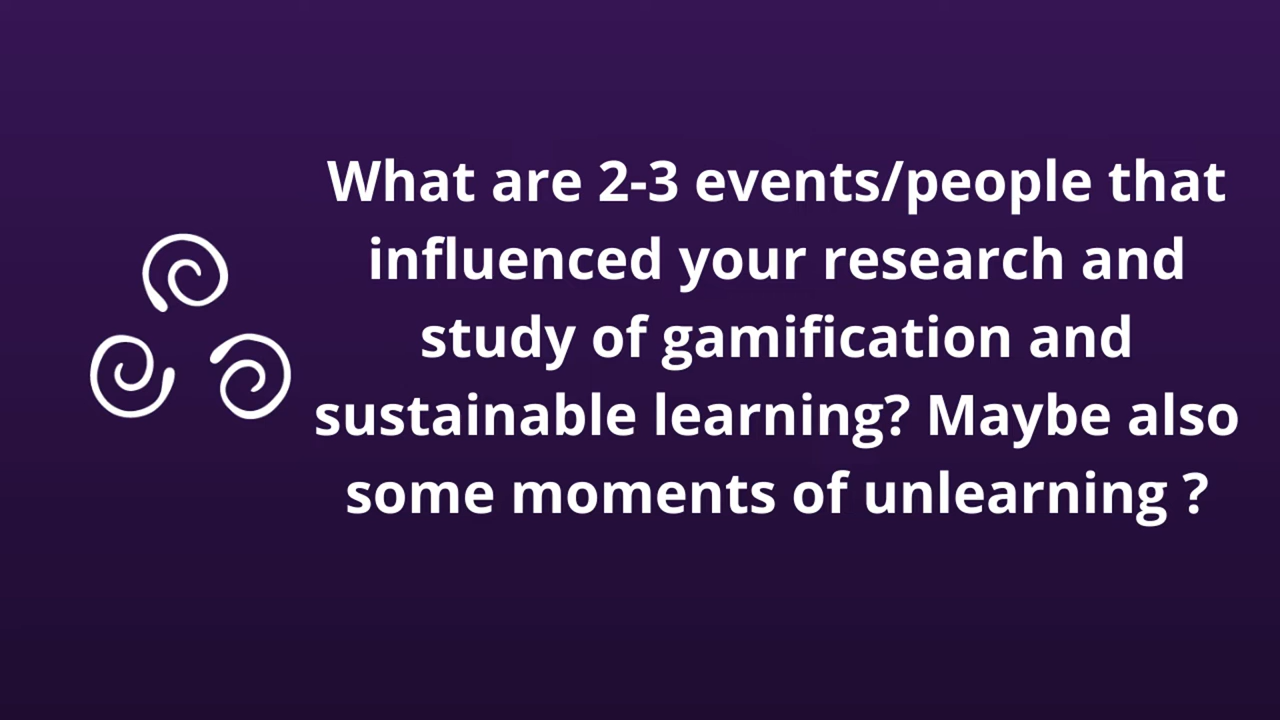 What are 2-3 events/people that
influenced your research and
study of gamification and
sustainable learning? Maybe also
some moments of unlearning ?